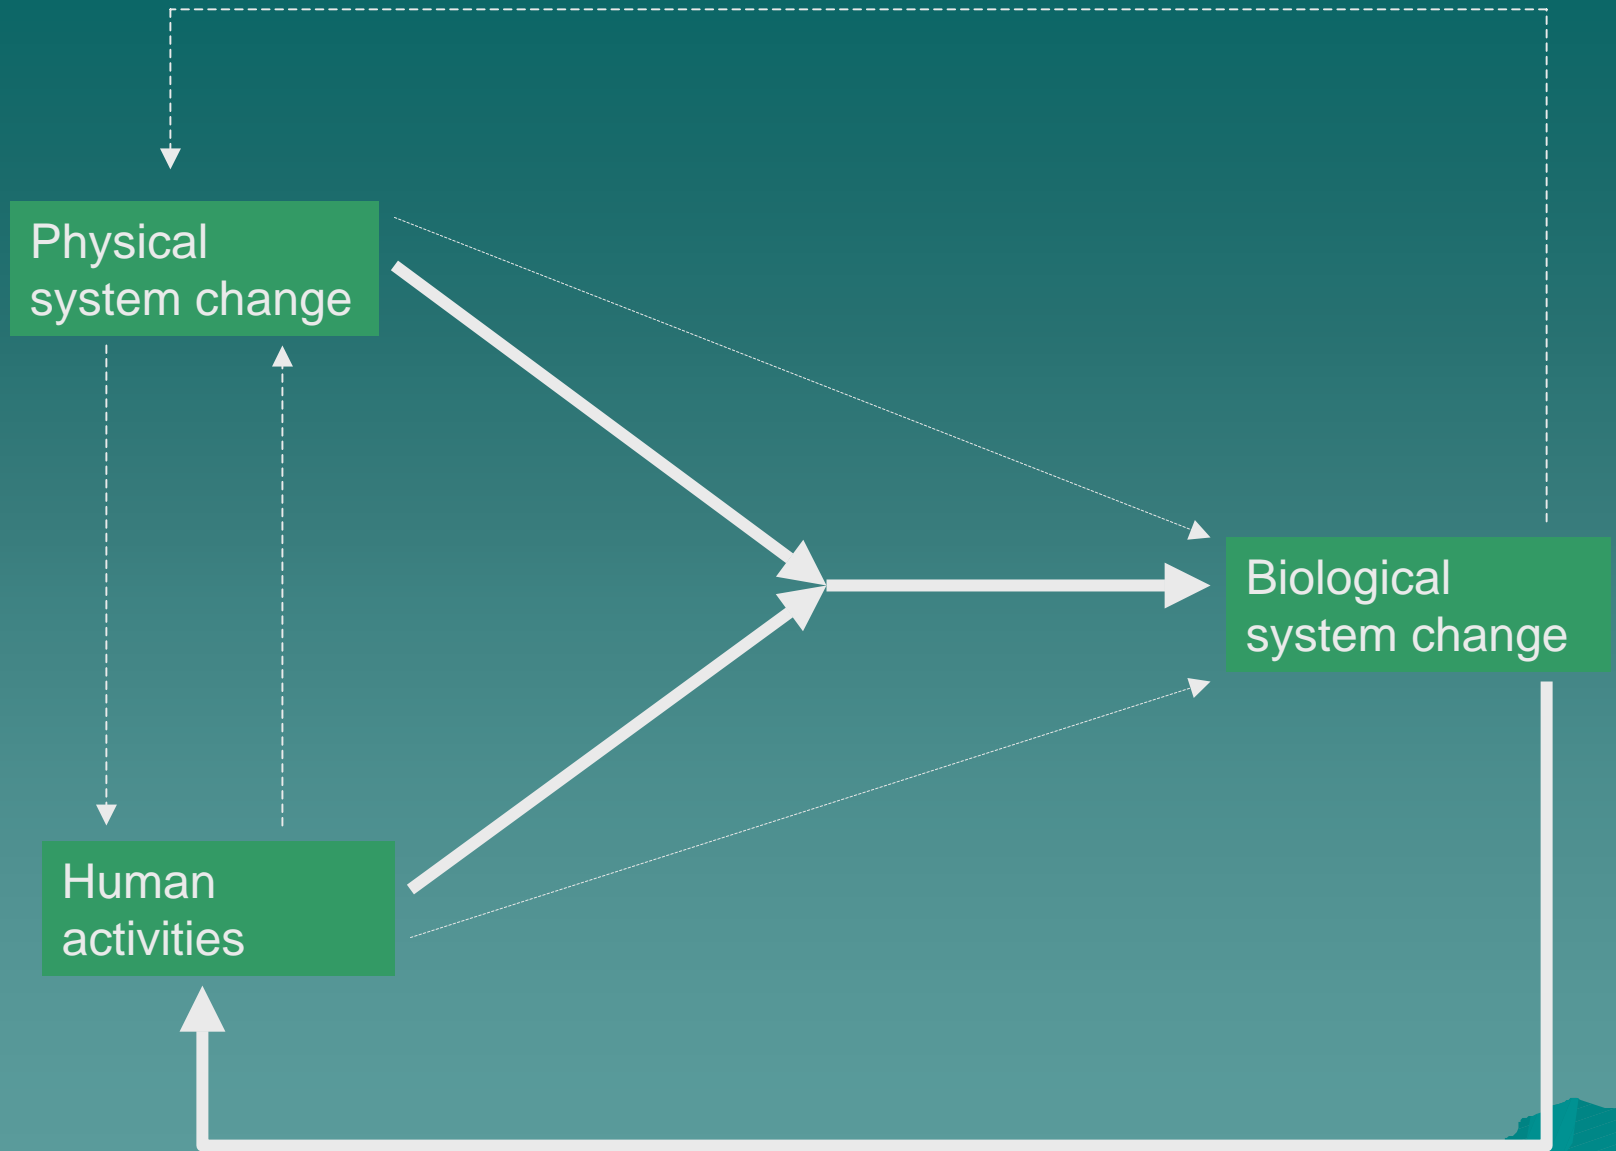 Physical
system change
Biological
system change
Human
activities